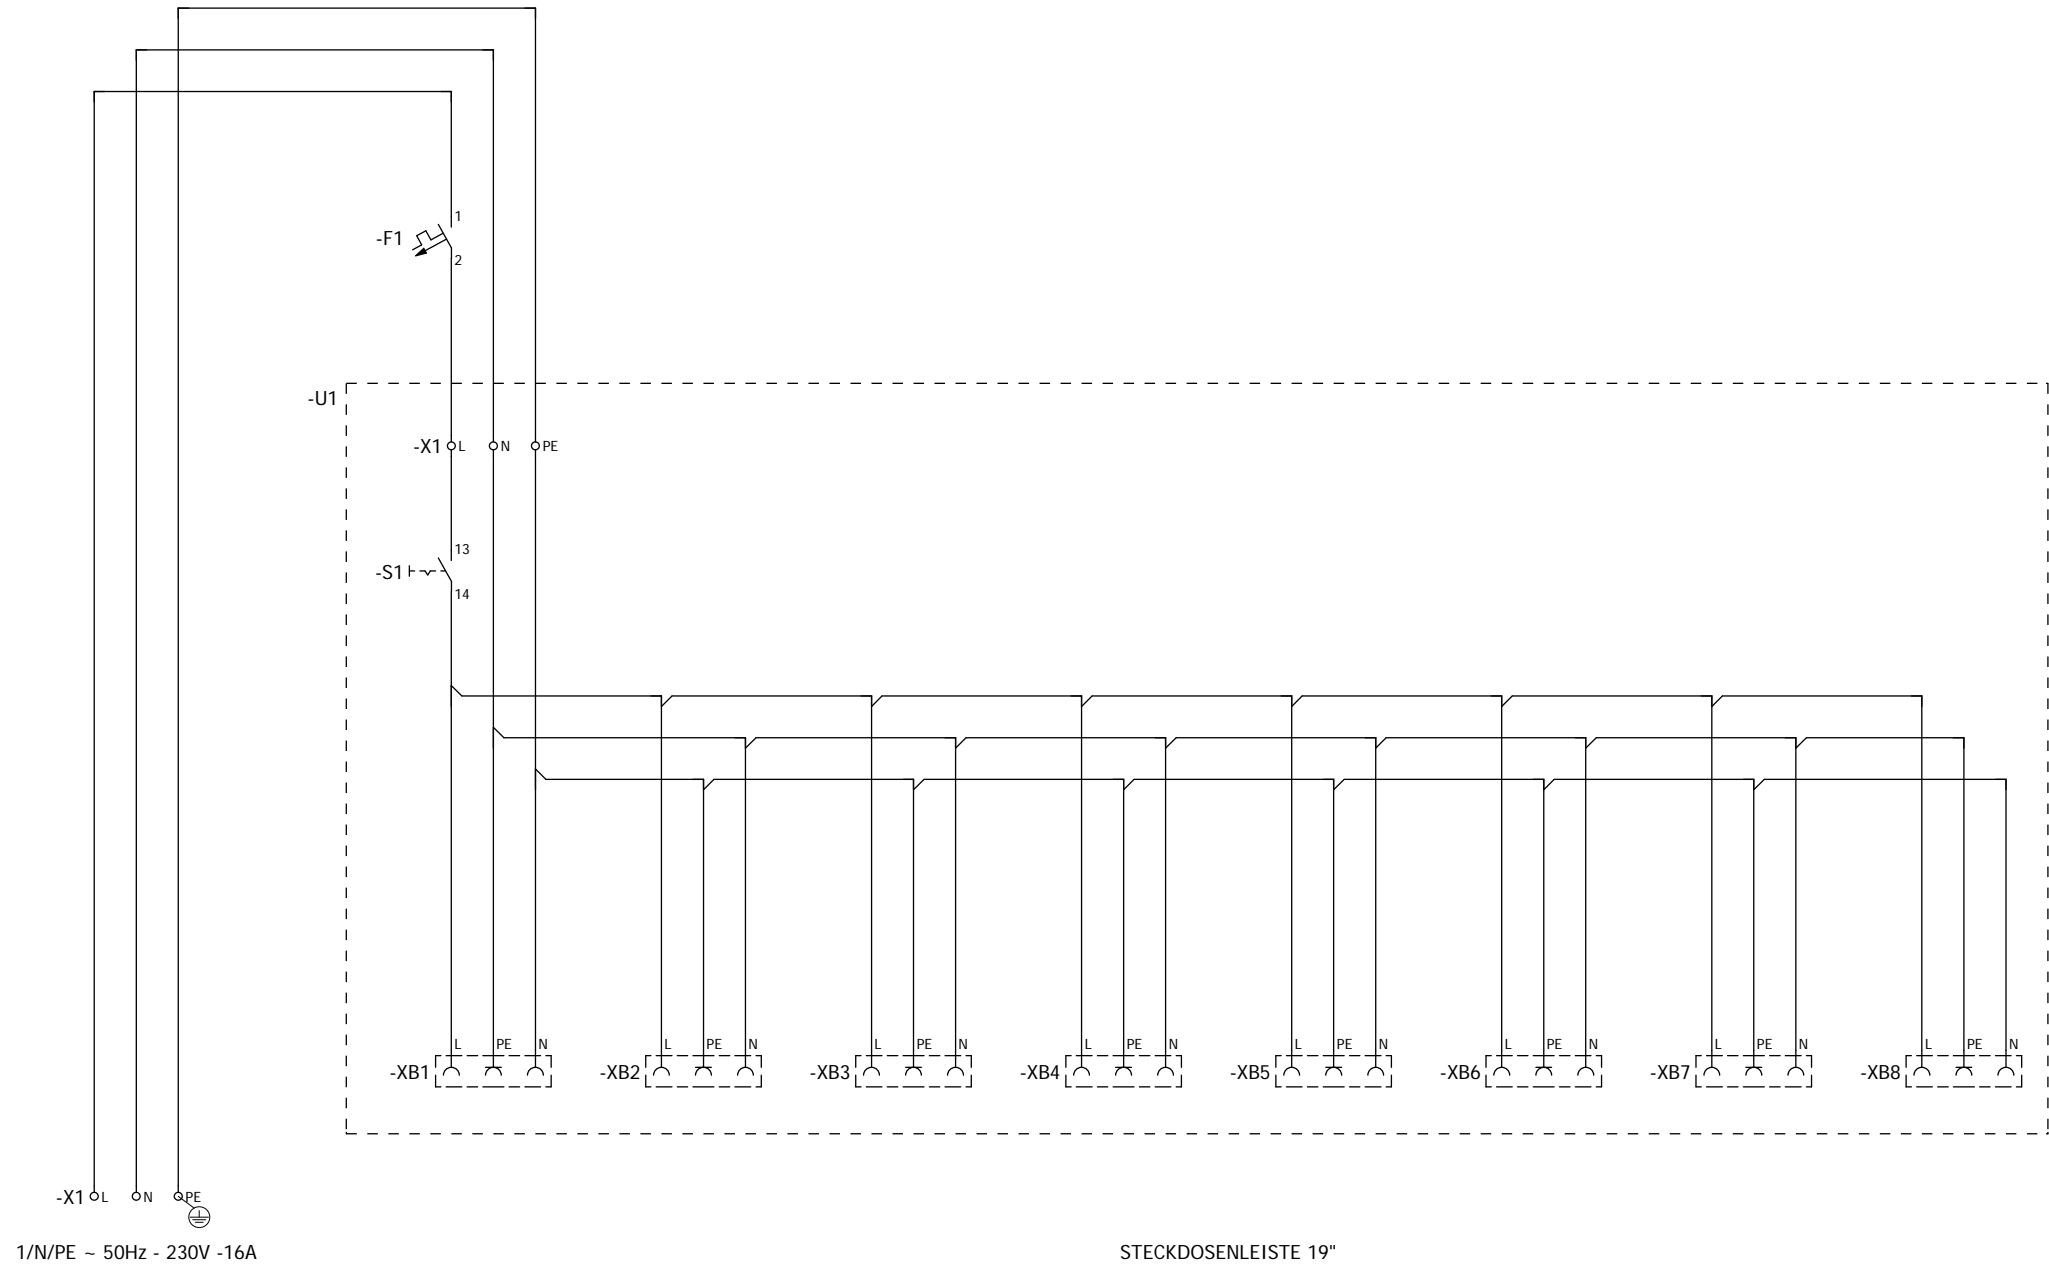 1
-F1
2
-U1
-X1 L N PE
13
-S1
14
L PE N L PE N L PE N L PE N L PE N L PE N L PE N L PE N
-XB1 -XB2 -XB3 -XB4 -XB5 -XB6 -XB7 -XB8
-X1 L N PE
1/N/PE ~ 50Hz - 230V -16A
STECKDOSENLEISTE 19"